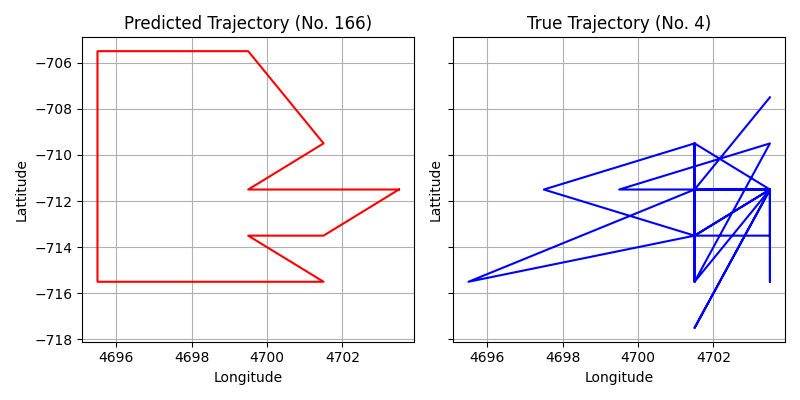 Predicted Trajectory (No. 166)
True Trajectory (No. 4)
−706
−708
−710
−712
−714
−716
−718
Lattitude
Lattitude
4696 4698 4700 4702
4696 4698 4700 4702
Longitude
Longitude